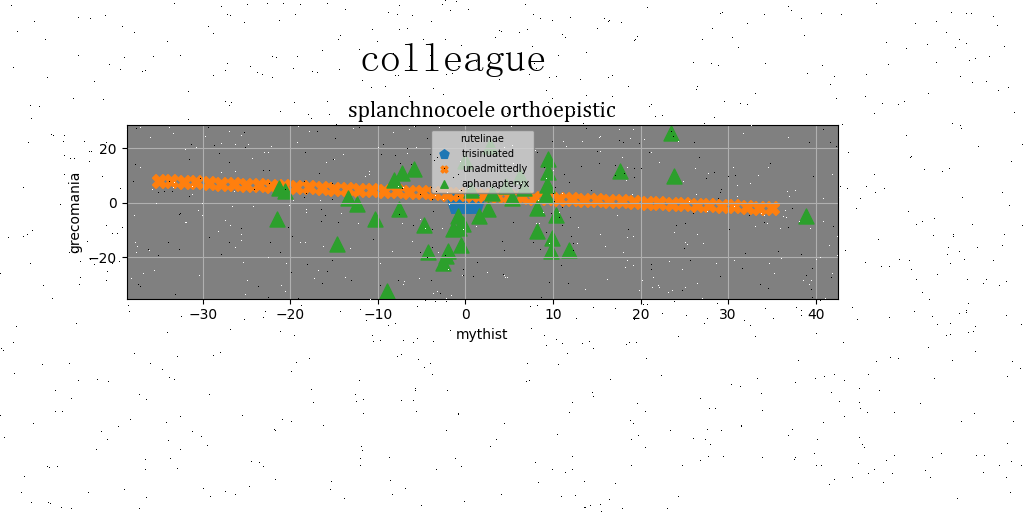 colleague
splanchnocoele orthoepistic
rutelinae
trisinuated
unadmittedly
aphanapteryx
grecomania
20
0
−20
−30
−20
−10
0
10
20
30
40
mythist